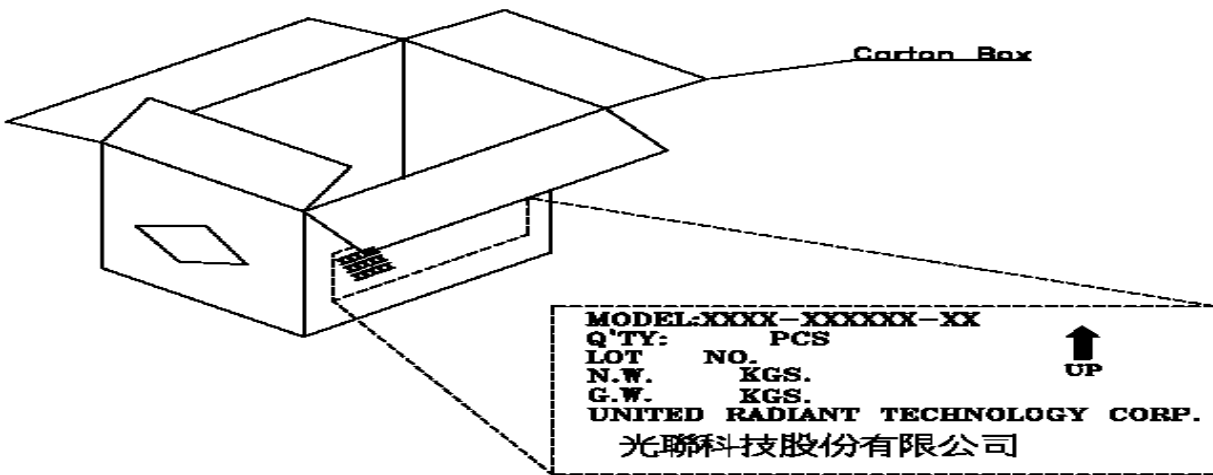 Carton Box
MODEL:XXXX-XXXXXX-XX
Q'TY: PCS
LOT NO.
N.W. KGS.
G.W. KGS.
UP
UNITED RADIANT TECHNOLOGY CORP.
光聯科技股份有限公司